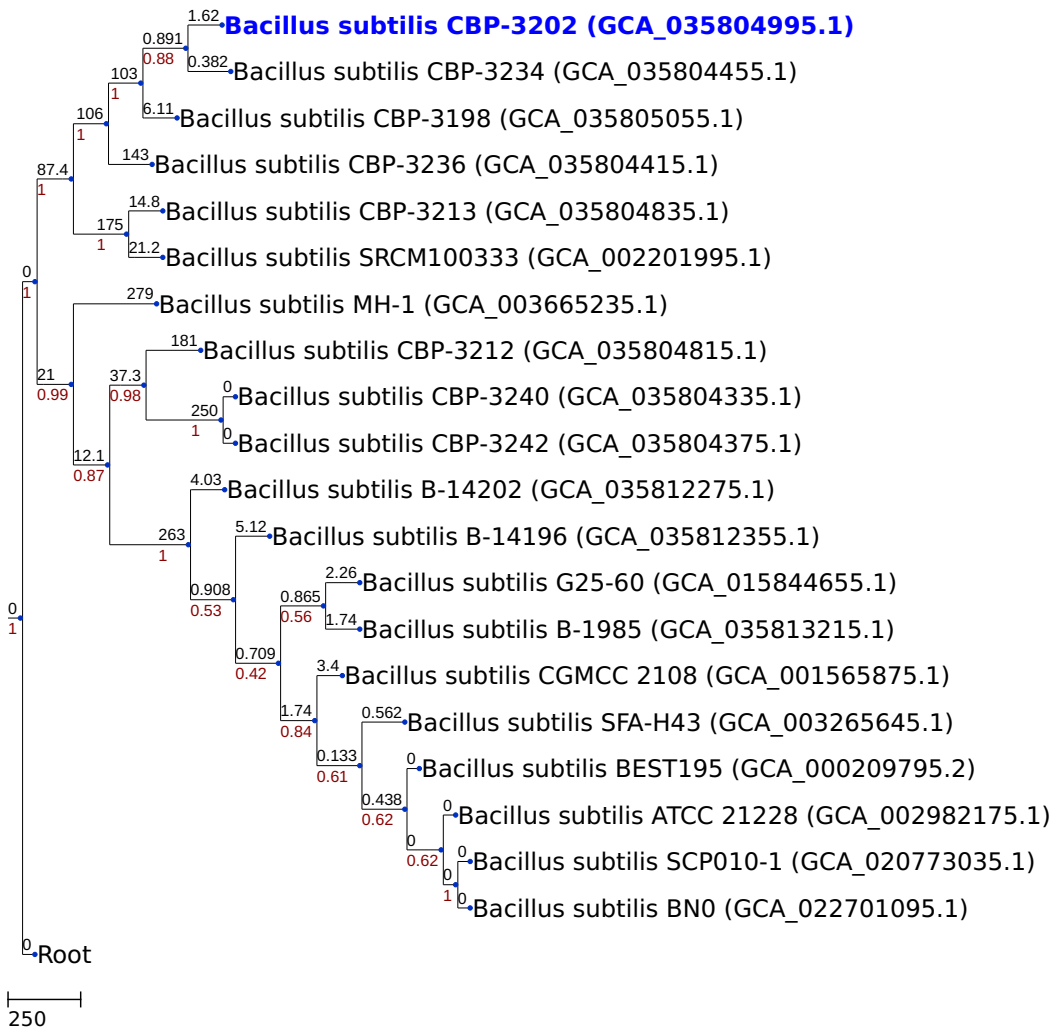 1.62
Bacillus subtilis CBP-3202 (GCA_035804995.1)
0.891
0.88
0.382
Bacillus subtilis CBP-3234 (GCA_035804455.1)
103
1
6.11
Bacillus subtilis CBP-3198 (GCA_035805055.1)
106
1
143
Bacillus subtilis CBP-3236 (GCA_035804415.1)
87.4
1
14.8
Bacillus subtilis CBP-3213 (GCA_035804835.1)
175
1
21.2
Bacillus subtilis SRCM100333 (GCA_002201995.1)
0
1
279
Bacillus subtilis MH-1 (GCA_003665235.1)
181
Bacillus subtilis CBP-3212 (GCA_035804815.1)
21
0.99
37.3
0.98
0
Bacillus subtilis CBP-3240 (GCA_035804335.1)
250
1
0
Bacillus subtilis CBP-3242 (GCA_035804375.1)
12.1
0.87
4.03
Bacillus subtilis B-14202 (GCA_035812275.1)
263
1
5.12
Bacillus subtilis B-14196 (GCA_035812355.1)
0.908
0.53
2.26
Bacillus subtilis G25-60 (GCA_015844655.1)
0.865
0.56
0
1
1.74
Bacillus subtilis B-1985 (GCA_035813215.1)
0.709
0.42
3.4
Bacillus subtilis CGMCC 2108 (GCA_001565875.1)
1.74
0.84
0.562
Bacillus subtilis SFA-H43 (GCA_003265645.1)
0.133
0.61
0
Bacillus subtilis BEST195 (GCA_000209795.2)
0.438
0.62
0
Bacillus subtilis ATCC 21228 (GCA_002982175.1)
0
0.62
0
Bacillus subtilis SCP010-1 (GCA_020773035.1)
0
1
0
Bacillus subtilis BN0 (GCA_022701095.1)
0
Root
250